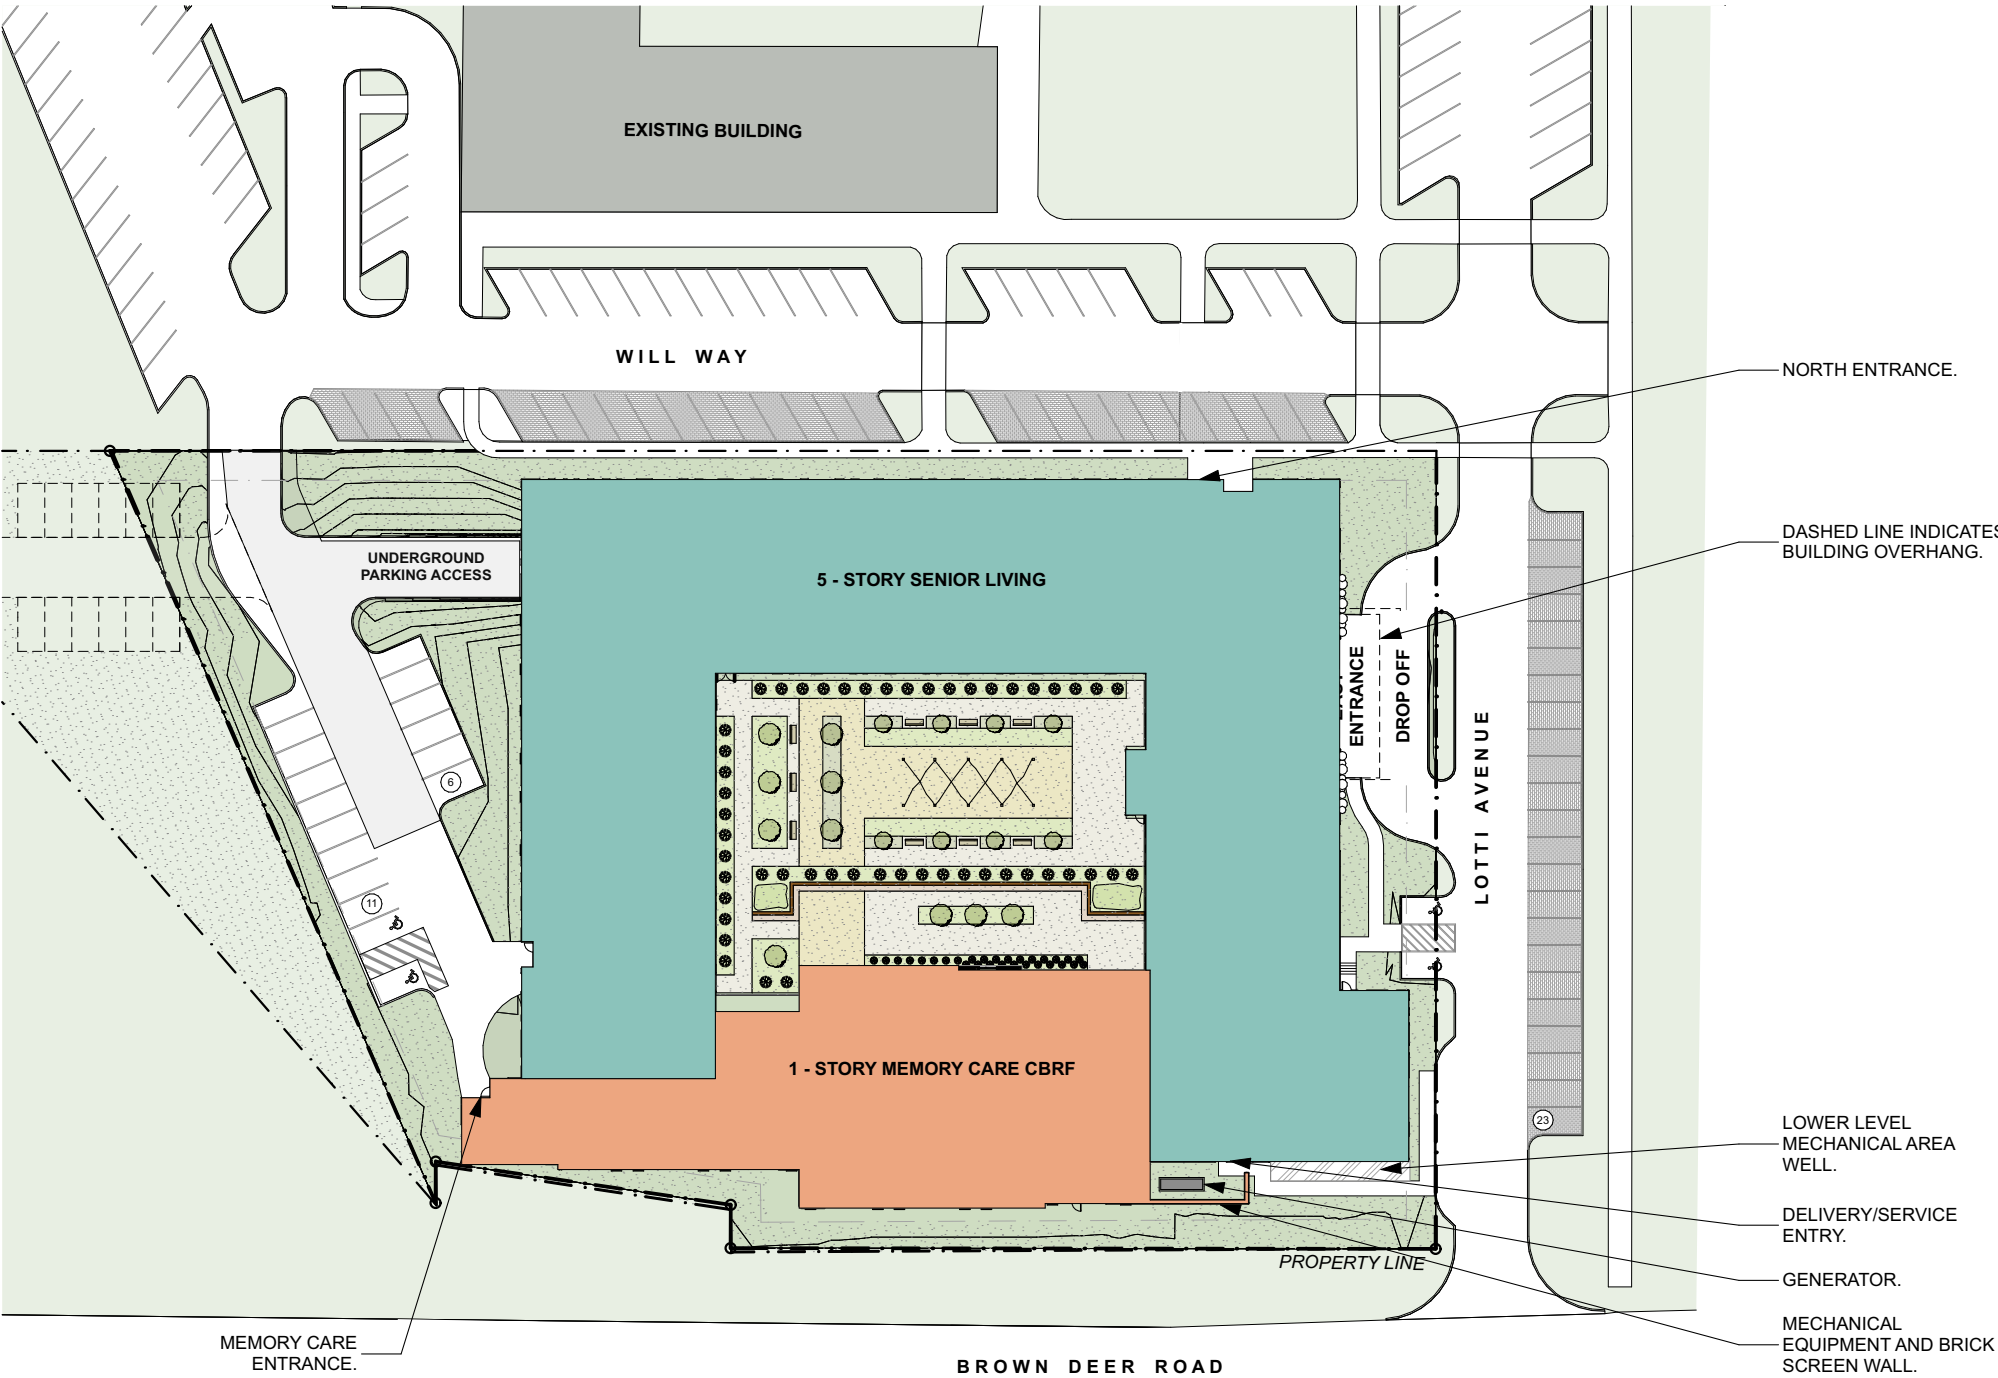 EXISTING BUILDING
WILL WAY
NORTH ENTRANCE.
DASHED LINE INDICATES
BUILDING OVERHANG.
UNDERGROUND
PARKING ACCESS
5 - STORY SENIOR LIVING
ENTRANCE
DROP OFF
LOTTI AVENUE
6
11
1 - STORY MEMORY CARE CBRF
23
LOWER LEVEL
MECHANICAL AREA
WELL.
DELIVERY/SERVICE
ENTRY.
PROPERTY LINE
GENERATOR.
MECHANICAL
EQUIPMENT AND BRICK
SCREEN WALL.
MEMORY CARE
ENTRANCE.
BROWN DEER ROAD